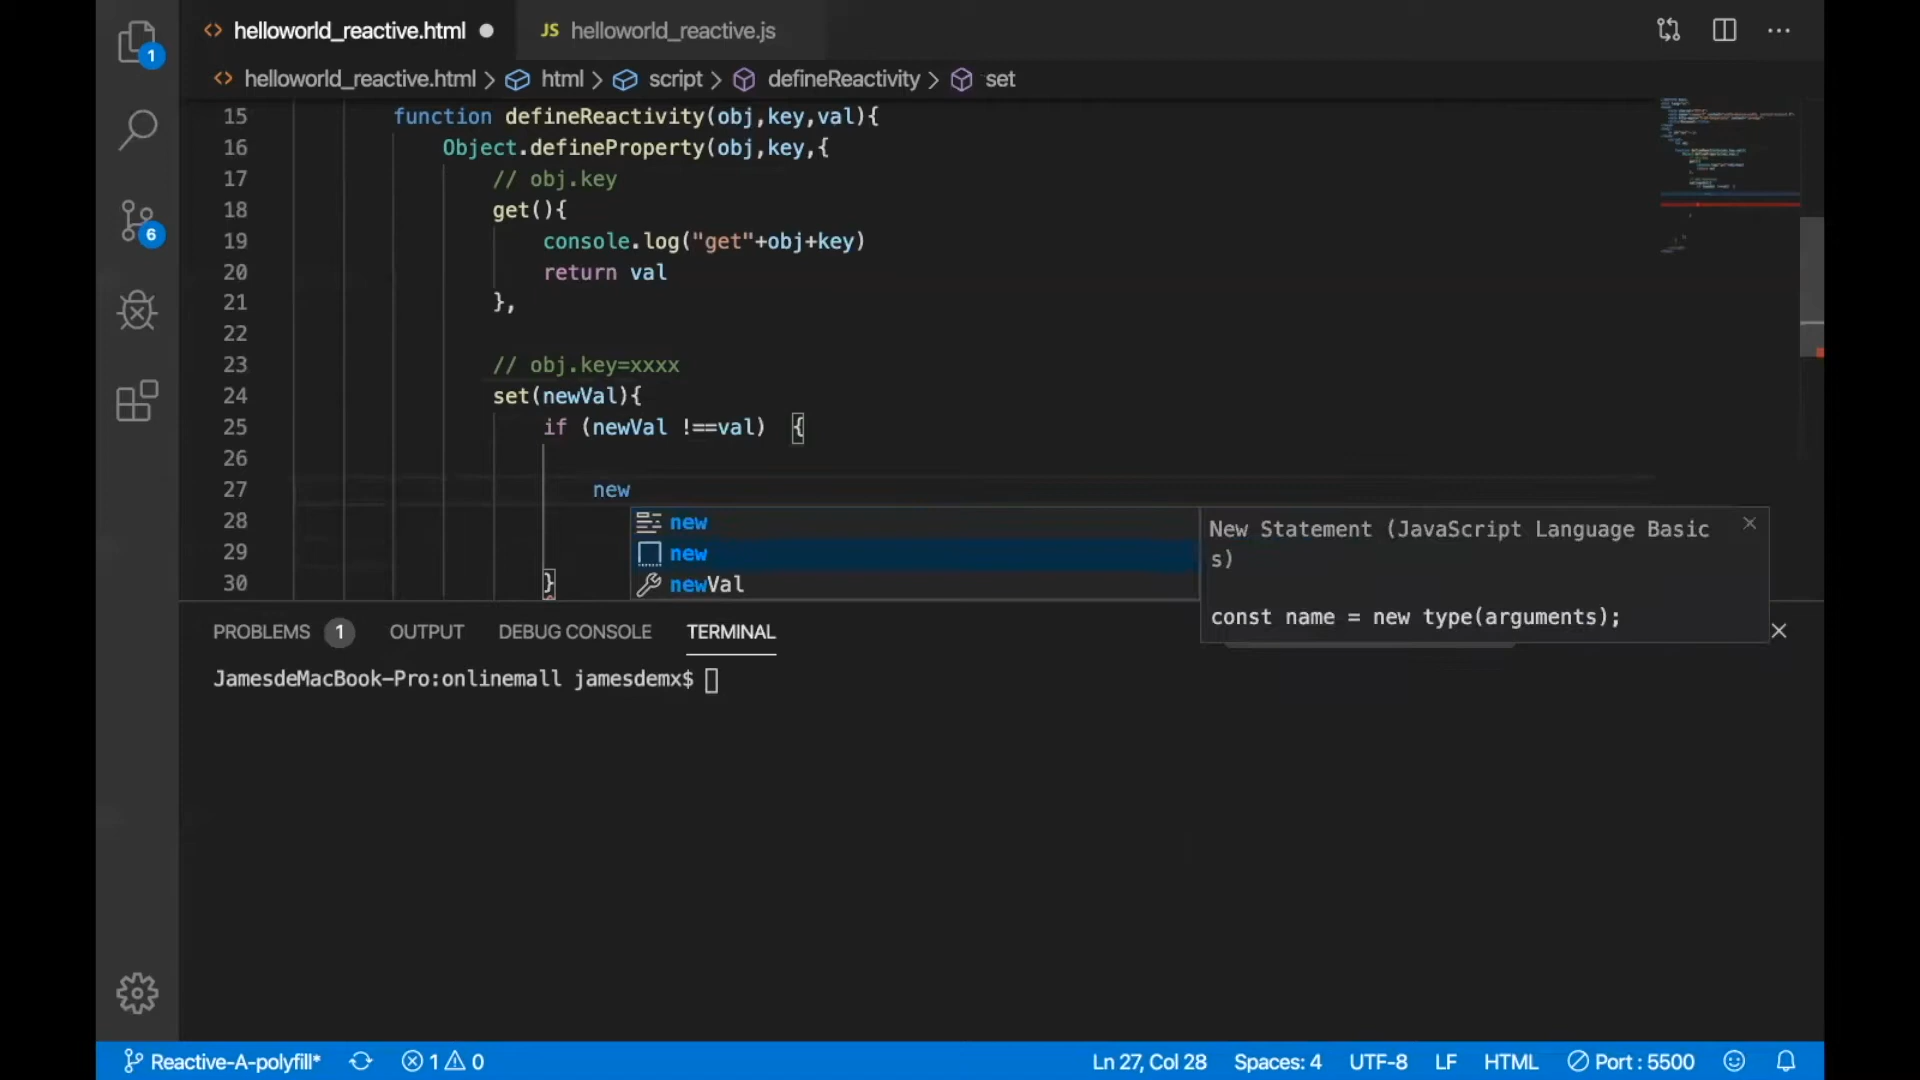 helloworld_reactive.html
JS helloworld_reactive.js
1
helloworld_reactive.html > html > script > defineReactivity > set
15 function defineReactivity(obj,key,val){
16 Object.defineProperty(obj,key,{
17 // obj.key
18 get(){
19 console.log("get"+obj+key)
20 return val
21 },
22
23 // obj.key=xxxx
24 set(newVal){
25 if (newVal !==val)  {
26
27 new
28
29
30 }
6
new
new
newVal
New Statement (JavaScript Language Basic
s)
const name = new type(arguments);
PROBLEMS 1 OUTPUT DEBUG CONSOLE TERMINAL
JamesdeMacBook-Pro:onlinemall jamesdemx$
Reactive-A-polyfill* 1 0 Ln 27, Col 28 Spaces: 4 UTF-8 LF HTML Port : 5500